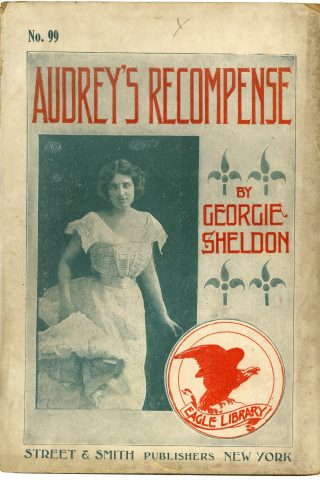 No. 99
AUDREY'S RECOMPENSE
BY
GEORGIE
SHELDON
EAGLE LIBRARY
STREET & SMITH PUBLISHERS NEW YORK